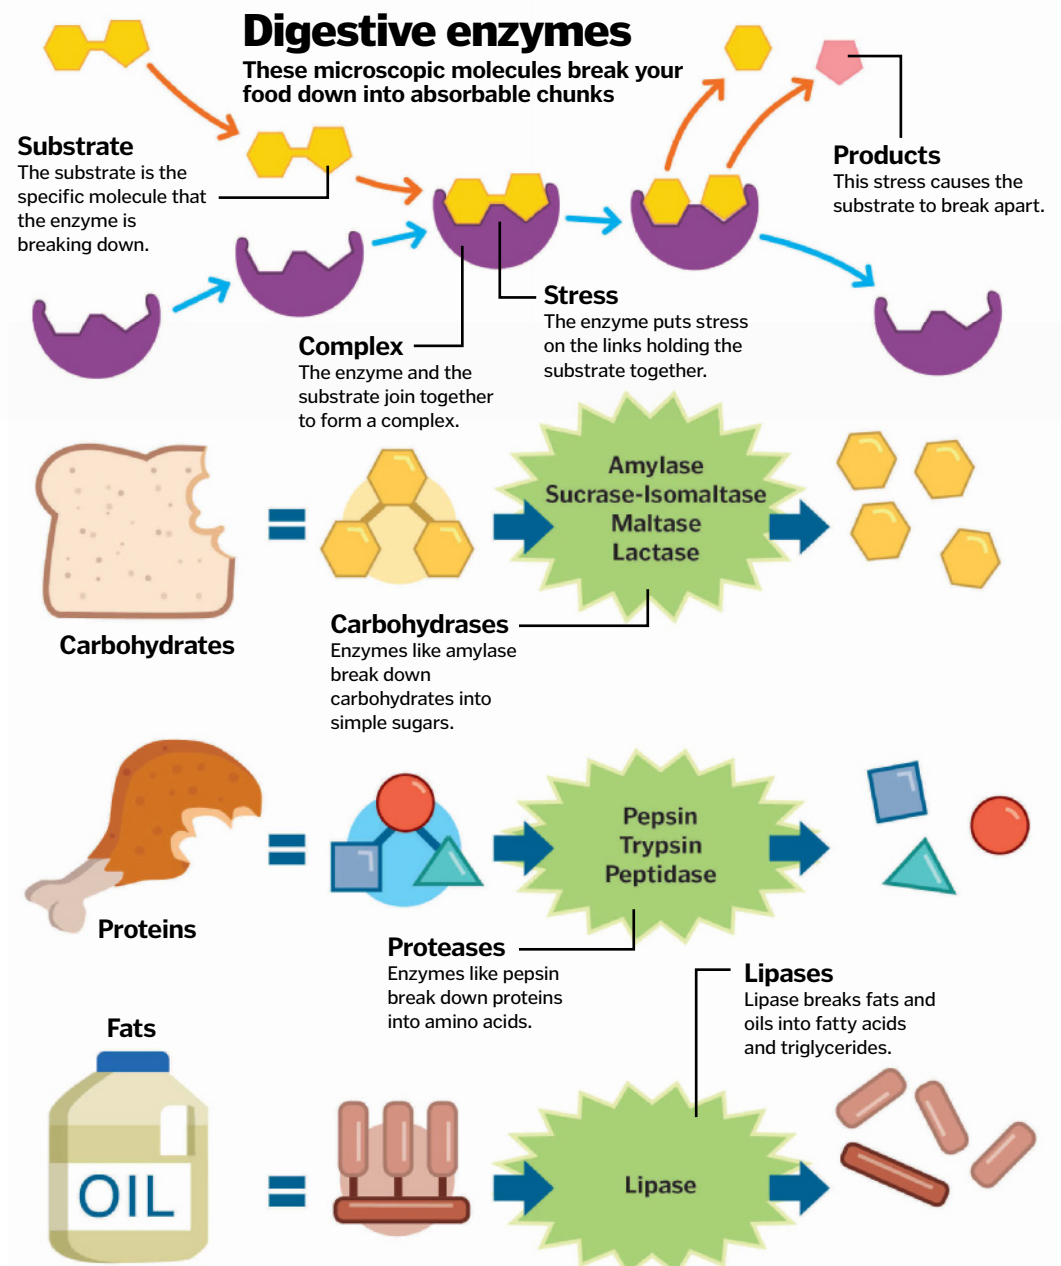 Digestive enzymes
These microscopic molecules break your
food down into absorbable chunks
Substrate
The substrate is the
specific molecule that
the enzyme is
breaking down.
Products
This stress causes the
substrate to break apart.
Stress
The enzyme puts stress
on the links holding the
substrate together.
Complex
The enzyme and the
substrate join together
to form a complex.
Amylase
Sucrase-Isomaltase
Maltase
Lactase
Carbohydrates
Carbohydrases
Enzymes like amylase
break down
carbohydrates into
simple sugars.
Pepsin
Trypsin
Peptidase
Proteins
Proteases
Enzymes like pepsin
break down proteins
into amino acids.
Lipases
Lipase breaks fats and
oils into fatty acids
and triglycerides.
Fats
OIL
Lipase